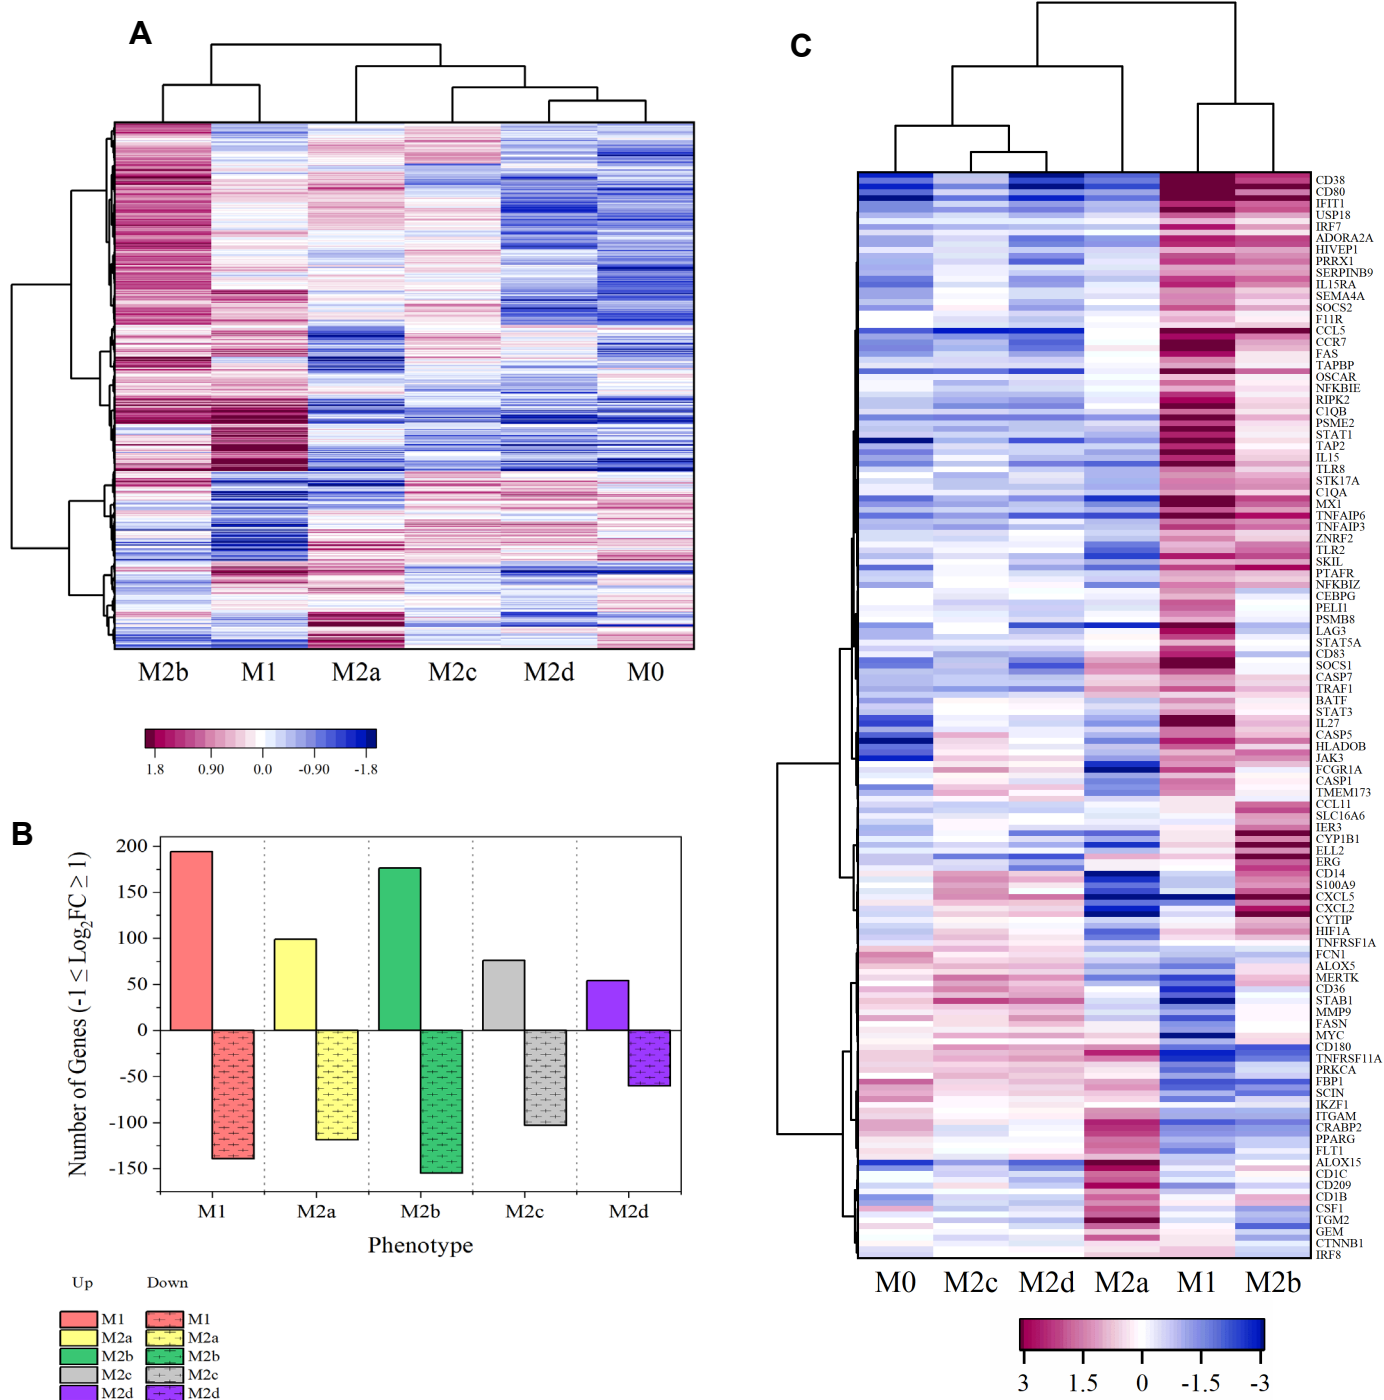 A
M2b M1 M2a M2c M2d M0
1.8 0.90 0.0 -0.90 -1.8
B
Number of Genes (-1 ≤ Log2FC ≥ 1)
200
150
100
50
0
-50
-100
-150
M1 M2a M2b M2c M2d
Phenotype
Up Down
M1 M1
M2a M2a
M2b M2b
M2c M2c
M2d M2d
C
CD38
CD80
IFIT1
USP18
IRF7
ADORA2A
HIVEP1
PRRX1
SERPINB9
IL15RA
SEMA4A
SOCS2
F11R
CCL5
CCR7
FAS
TAPBP
OSCAR
NFKBIE
RIPK2
C1QB
PSME2
STAT1
TAP2
IL15
TLR8
STK17A
C1QA
MX1
TNFAIP6
TNFAIP3
ZNRF2
TLR2
SKIL
PTAFR
NFKBIZ
CEBPG
PELI1
PSMB8
LAG3
STAT5A
CD83
SOCS1
CASP7
TRAF1
BATF
STAT3
IL27
CASP5
HLADOB
JAK3
FCGR1A
CASP1
TMEM173
CCL11
SLC16A6
IER3
CYP1B1
ELL2
ERG
CD14
S100A9
CXCL5
CXCL2
CYTIP
HIF1A
TNFRSF1A
FCN1
ALOX5
MERTK
CD36
STAB1
MMP9
FASN
MYC
CD180
TNFRSF11A
PRKCA
FBP1
SCIN
IKZF1
ITGAM
CRABP2
PPARG
FLT1
ALOX15
CD1C
CD209
CD1B
CSF1
TGM2
GEM
CTNNB1
IRF8
M0 M2c M2d M2a M1 M2b
3 1.5 0 -1.5 -3